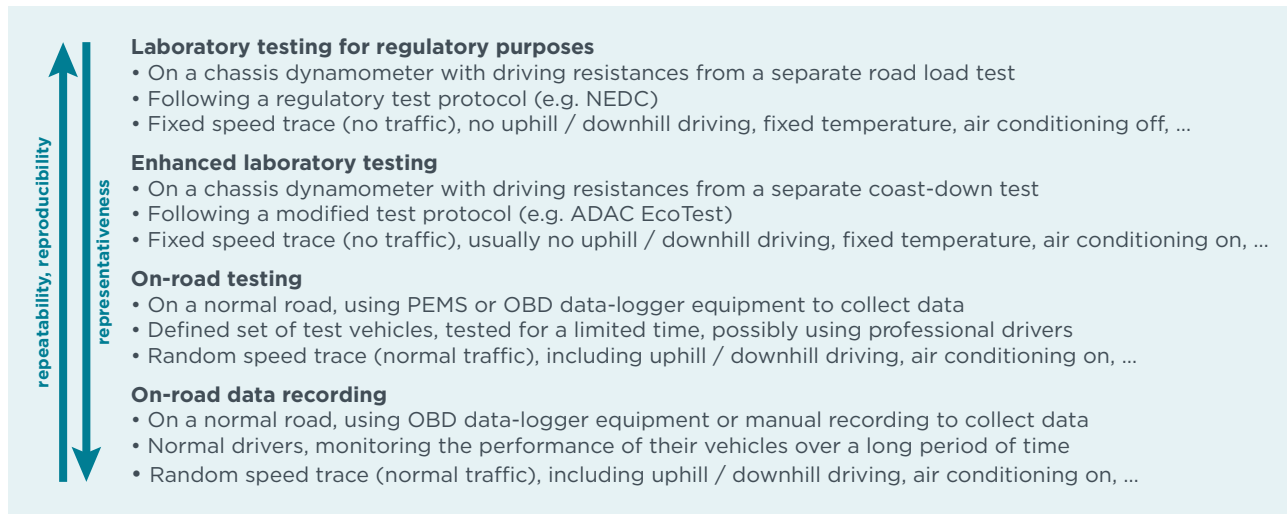 repeatability, reproducibility
representativeness
Laboratory testing for regulatory purposes
• On a chassis dynamometer with driving resistances from a separate road load test
• Following a regulatory test protocol (e.g. NEDC)
• Fixed speed trace (no traffic), no uphill / downhill driving, fixed temperature, air conditioning off, ...
Enhanced laboratory testing
• On a chassis dynamometer with driving resistances from a separate coast-down test
• Following a modified test protocol (e.g. ADAC EcoTest)
• Fixed speed trace (no traffic), usually no uphill / downhill driving, fixed temperature, air conditioning on, ...
On-road testing
• On a normal road, using PEMS or OBD data-logger equipment to collect data
• Defined set of test vehicles, tested for a limited time, possibly using professional drivers
• Random speed trace (normal traffic), including uphill / downhill driving, air conditioning on, ...
On-road data recording
• On a normal road, using OBD data-logger equipment or manual recording to collect data
• Normal drivers, monitoring the performance of their vehicles over a long period of time
• Random speed trace (normal traffic), including uphill / downhill driving, air conditioning on, ...